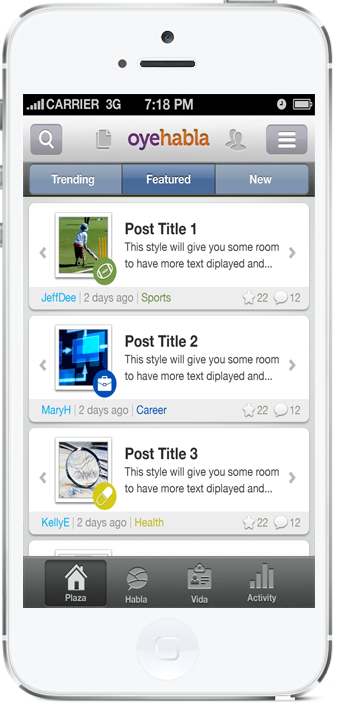 CARRIER 3G 7:18 PM
oyehabla
Trending Featured New
Post Title 1
This style will give you some room
to have more text diplayed and...
JeffDee | 2 days ago | Sports 22 12
Post Title 2
This style will give you some room
to have more text diplayed and...
MaryH | 2 days ago | Career 22 12
Post Title 3
This style will give you some room
to have more text diplayed and...
KellyE | 2 days ago | Health 22 12
Plaza Habla Vida Activity